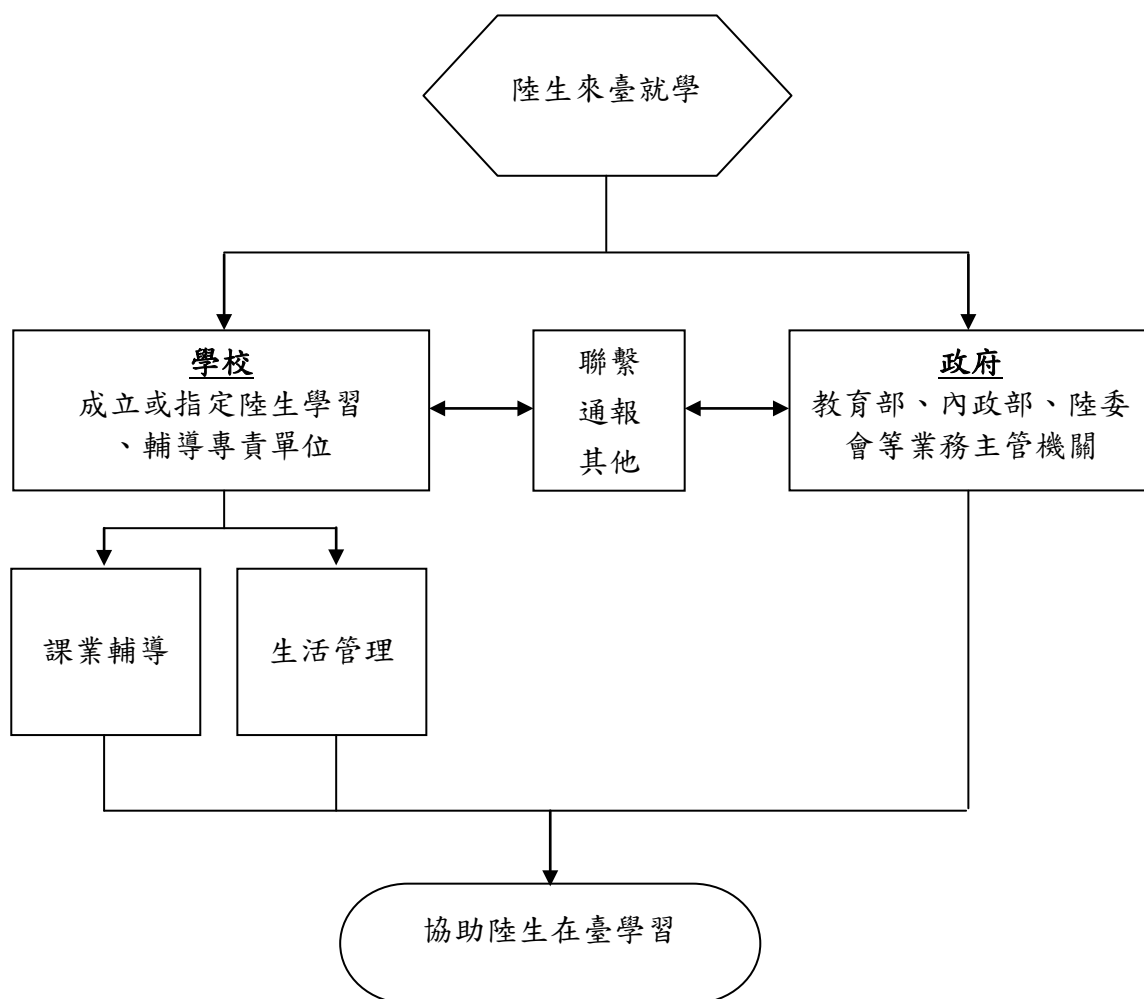 陸生來臺就學
學校
成立或指定陸生學習
、輔導專責單位
聯繫
通報
其他
政府
教育部、內政部、陸委
會等業務主管機關
課業輔導
生活管理
協助陸生在臺學習